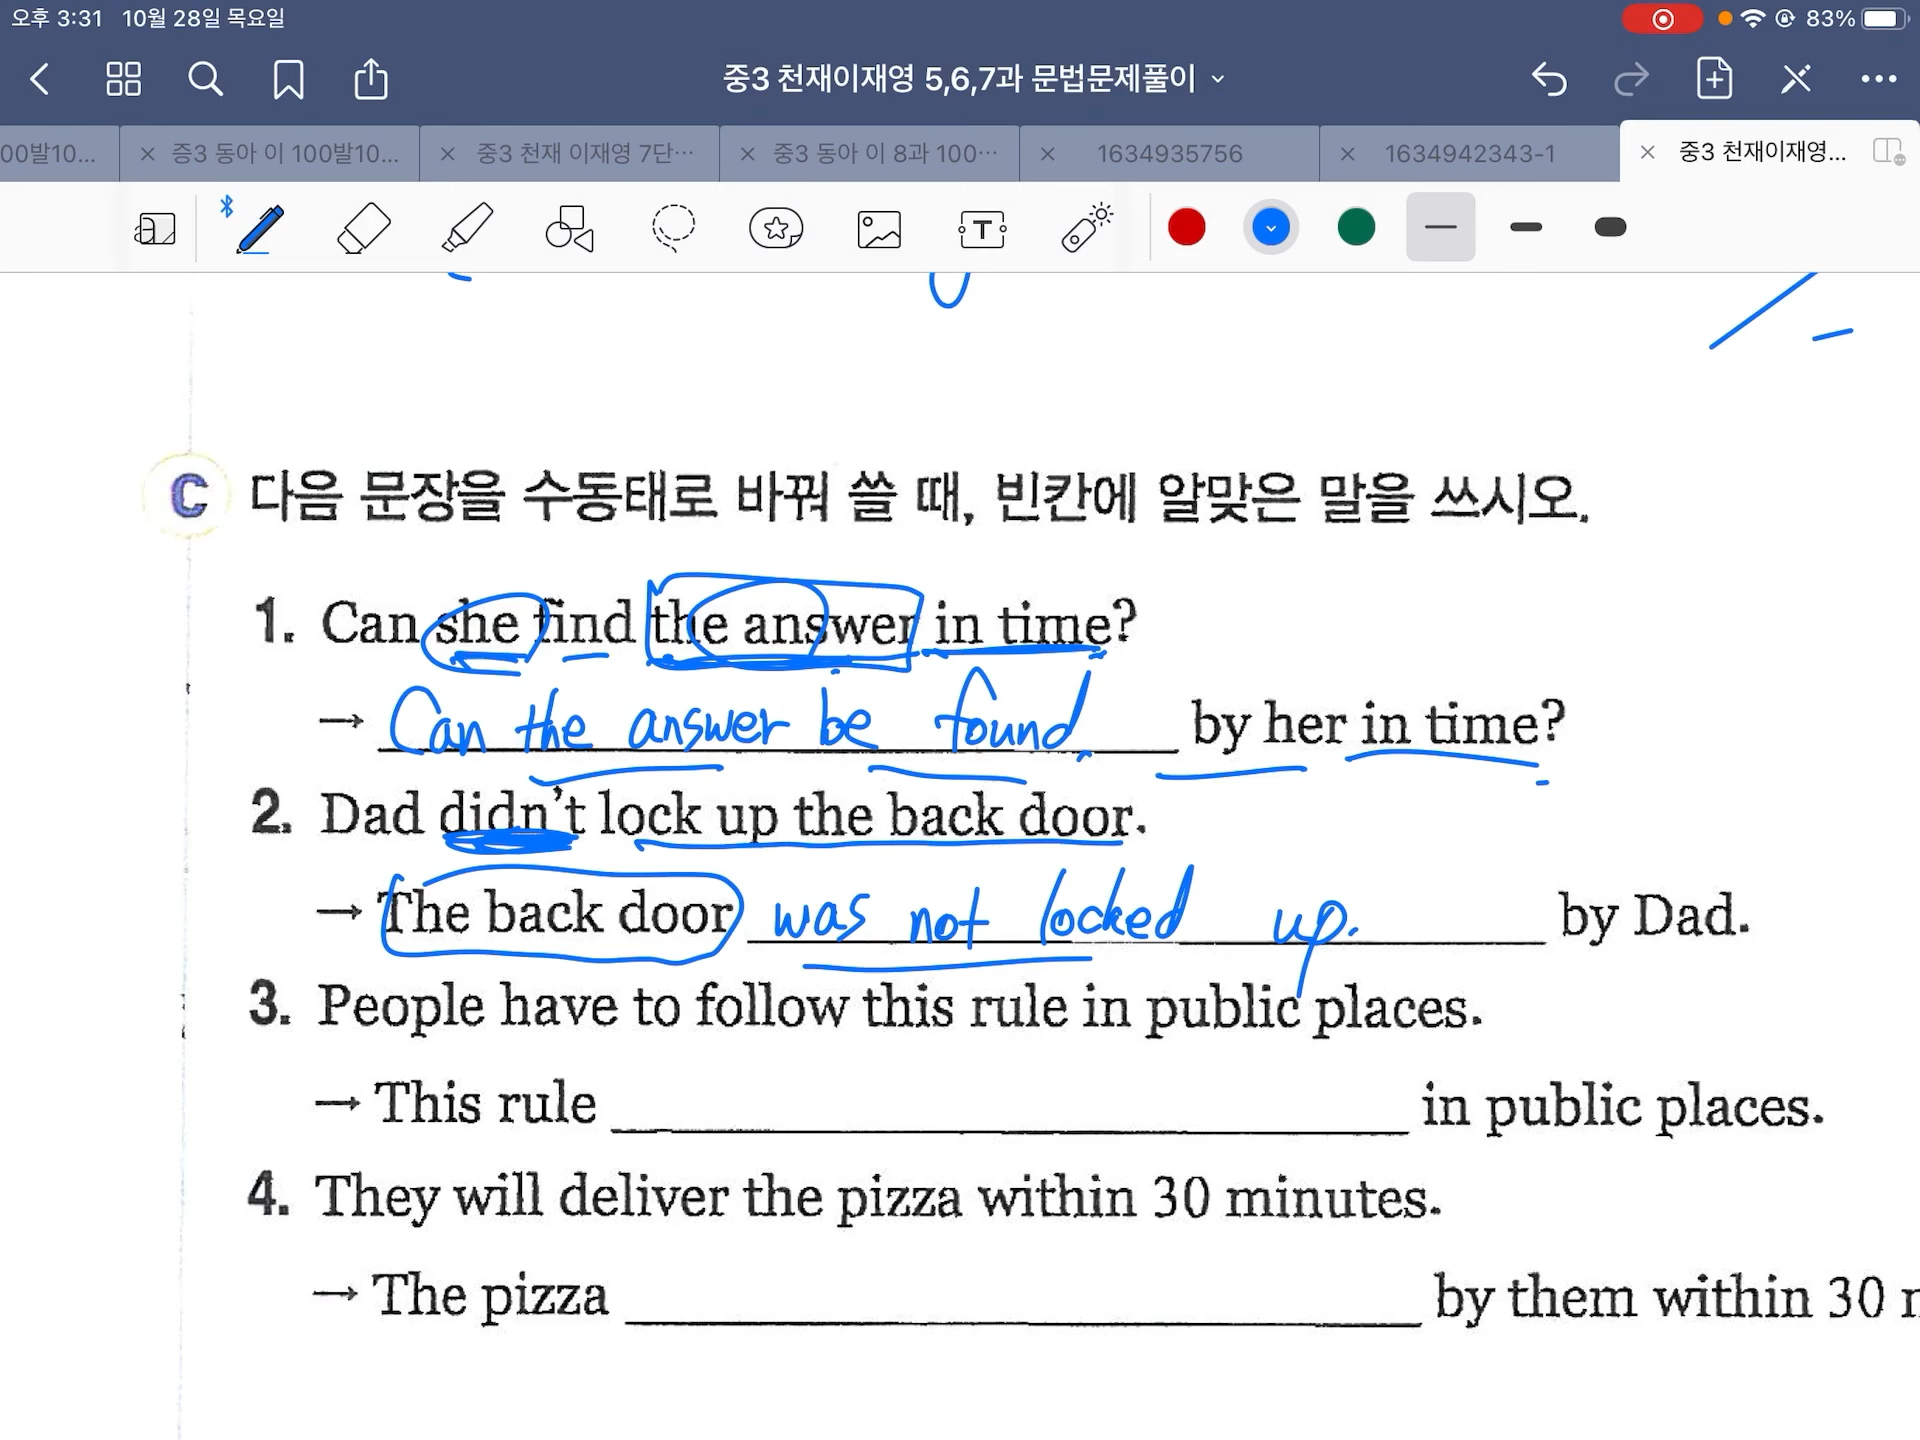 오후 3:31 10월 28일 목요일 83%
중3 천재이재영 5,6,7과 문법문제풀이
00발10... 증3 동아 이 100발10... 중3 천재 이재영 7단… 중3 동아 이 8과 100… 1634935756 1634942343-1 중3 천재이재영...
C 다음 문장을 수동태로 바꿔 쓸 때, 빈칸에 알맞은 말을 쓰시오.
1. Can she find the answer in time?
→ Can the answer be found by her in time?
2. Dad didn't lock up the back door.
→ The back door was not locked up. by Dad.
3. People have to follow this rule in public places.
→ This rule in public places.
4. They will deliver the pizza within 30 minutes.
→ The pizza by them within 30